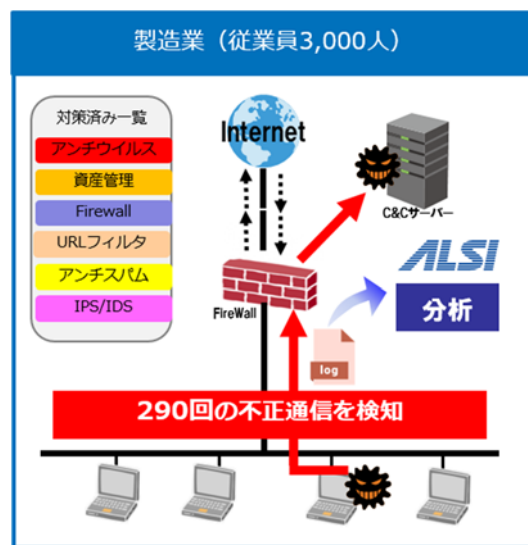 製造業（従業員3,000人）
対策済み一覧
アンチウイルス
資産管理
Firewall
URLフィルタ
アンチスパム
IPS/IDS
Internet
C&Cサーバー
FireWall
ALSI
分析
log
290回の不正通信を検知